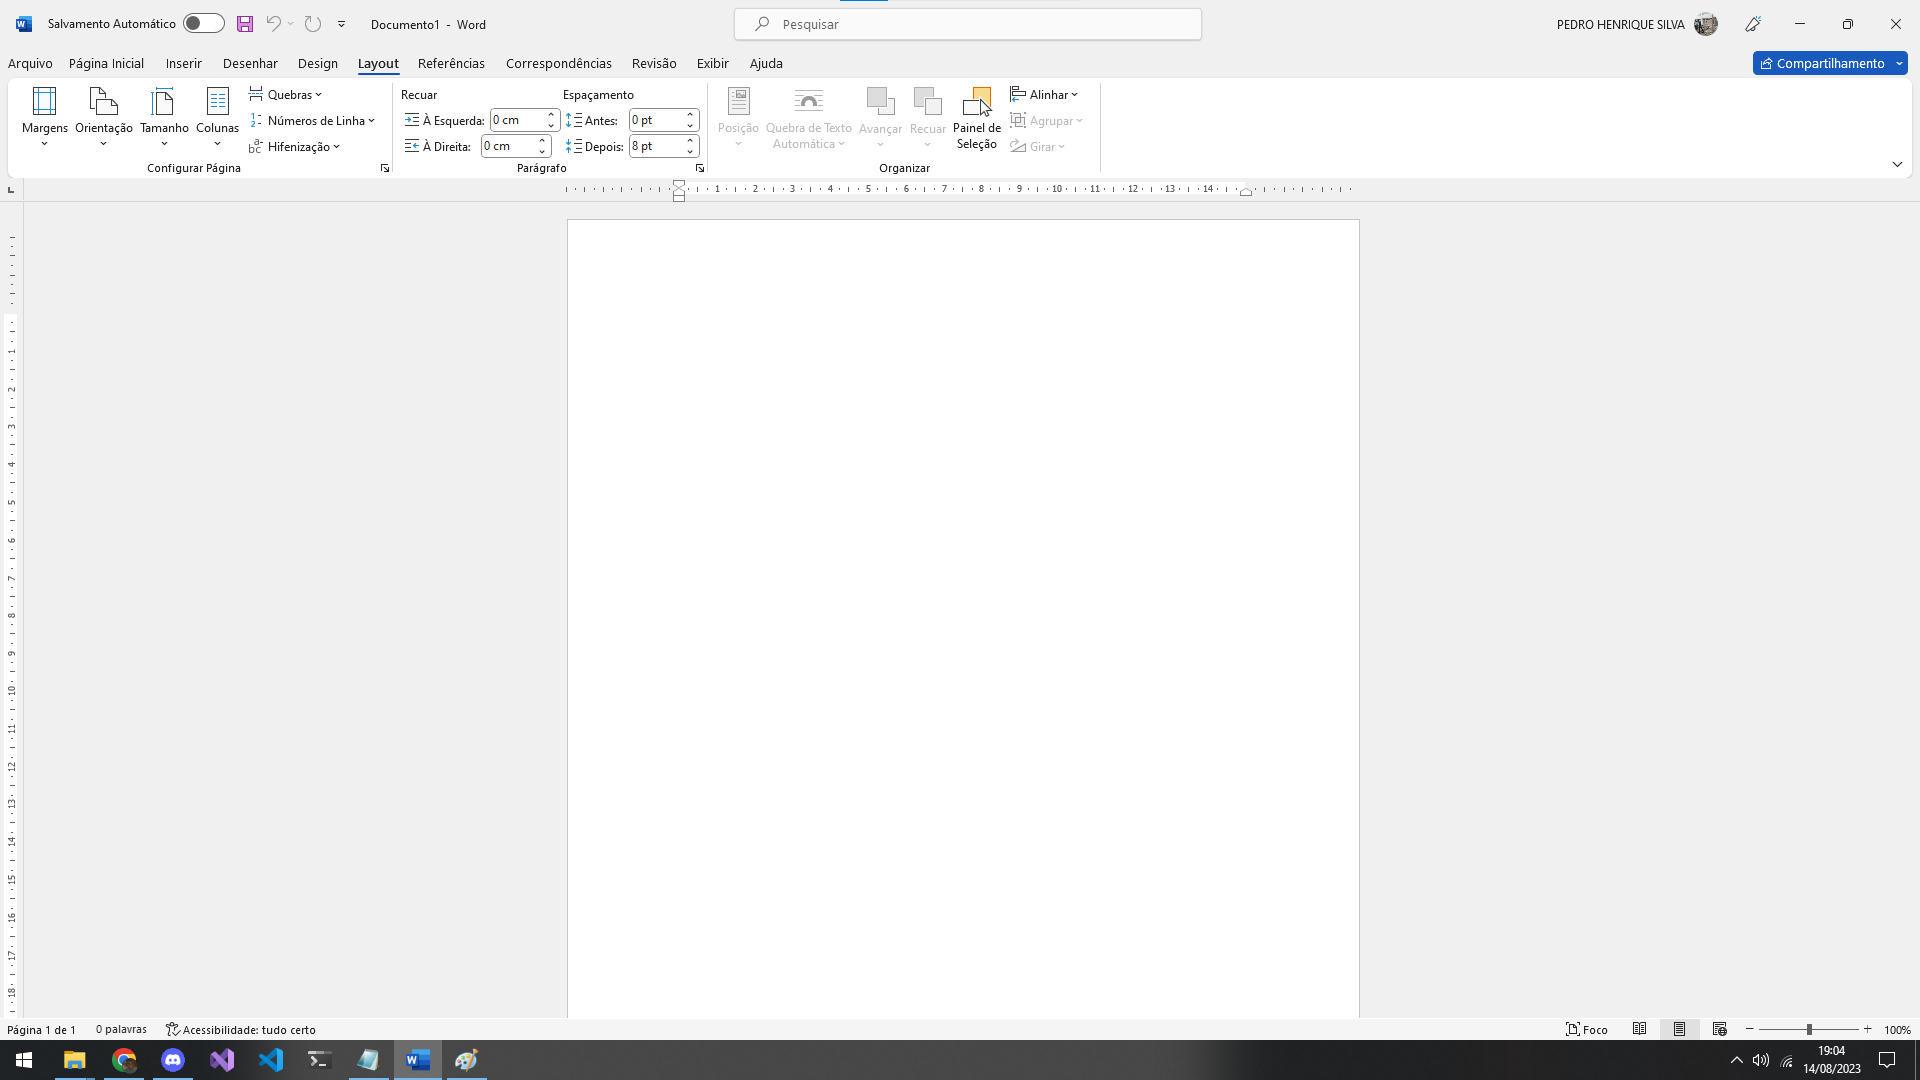 Salvamento Automático
Documento1 - Word
Pesquisar
PEDRO HENRIQUE SILVA
Arquivo Página Inicial Inserir Desenhar Design Layout Referências Correspondências Revisão Exibir Ajuda
Compartilhamento
Margens
Orientação
Tamanho
Colunas
Quebras
Números de Linha
Hifenização
Configurar Página
Recuar
À Esquerda: 0 cm
À Direita: 0 cm
Espaçamento
Antes: 0 pt
Depois: 8 pt
Parágrafo
Posição
Quebra de Texto
Automática
Avançar
Recuar
Painel de
Seleção
Alinhar
Agrupar
Girar
Organizar
1 2 3 4 5 6 7 8 9 10 11 12 13 14
1
2
3
4
5
6
7
8
9
10
11
12
13
14
15
16
17
18
Página 1 de 1 0 palavras Acessibilidade: tudo certo
Foco
100%
19:04
14/08/2023